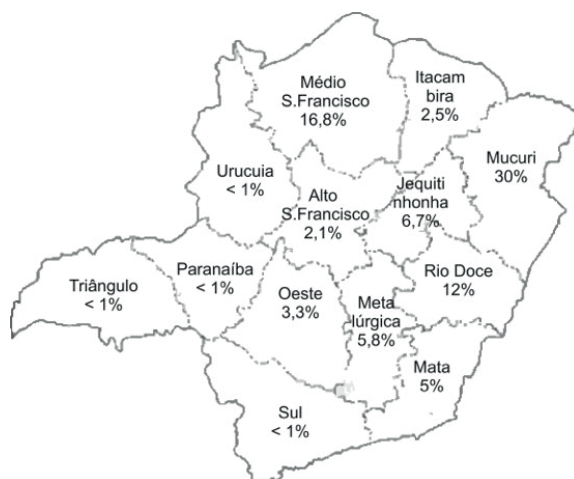 Médio
S.Francisco
16,8%
Itacam
bira
2,5%
Mucuri
30%
Urucuia
< 1%
Alto
S.Francisco
2,1%
Jequiti
nhonha
6,7%
Triângulo
< 1%
Paranaíba
< 1%
Oeste
3,3%
Meta
lúrgica
5,8%
Rio Doce
12%
Mata
5%
Sul
< 1%